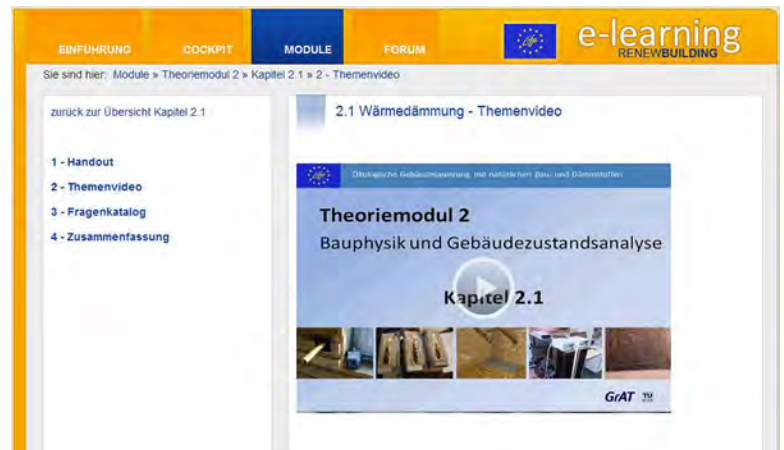 EINFÜHRUNG COCKPIT MODULE FORUM
e-learning
RENEWBUILDING
Sie sind hier: Module » Theoriemodul 2 » Kapitel 2.1 » 2 - Themenvideo
zurück zur Übersicht Kapitel 2.1
1 - Handout
2 - Themenvideo
3 - Fragenkatalog
4 - Zusammenfassung
2.1 Wärmedämmung - Themenvideo
Ökologische Gebäudesanierung mit natürlichen Bau- und Dämmstoffen
Theoriemodul 2
Bauphysik und Gebäudezustandsanalyse
Kapitel 2.1
GrAT TU